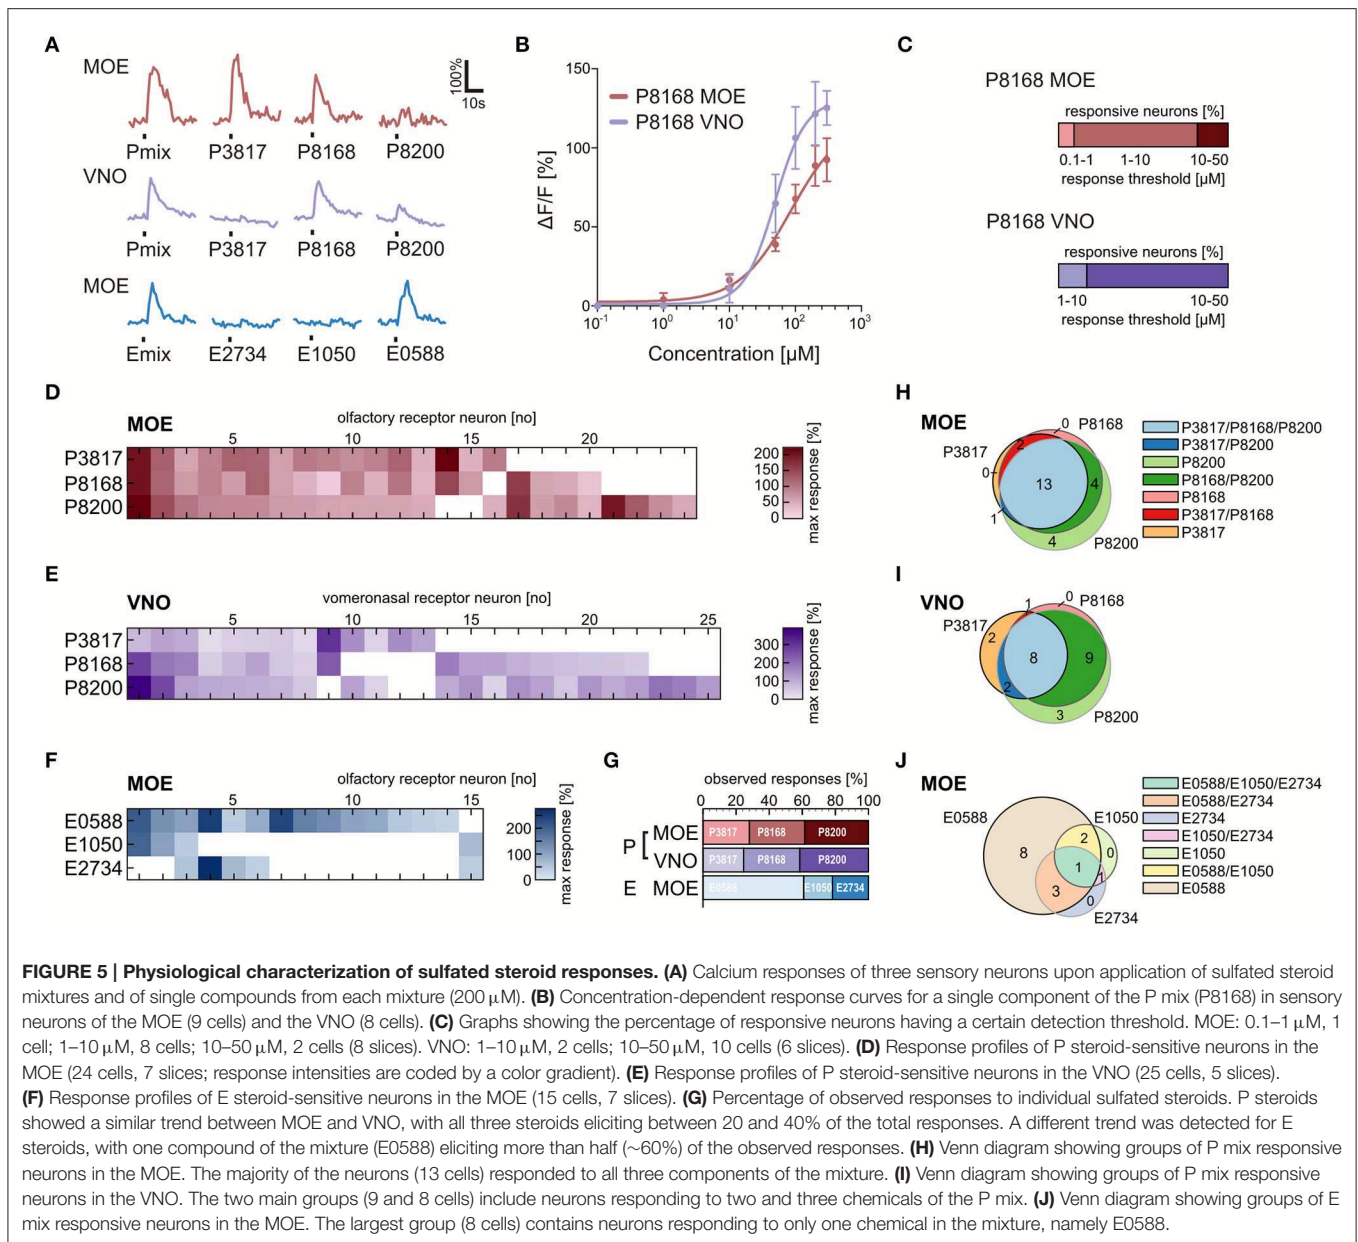 A
MOE
100%
10s
Pmix P3817 P8168 P8200
VNO
Pmix P3817 P8168 P8200
MOE
Emix E2734 E1050 E0588
B
150
100
50
0
ΔF/F [%]
P8168 MOE
P8168 VNO
10⁻¹ 10⁰ 10¹ 10² 10³
Concentration [µM]
C
P8168 MOE
responsive neurons [%]
0.1-1 1-10 10-50
response threshold [µM]
P8168 VNO
responsive neurons [%]
1-10 10-50
response threshold [µM]
D
MOE
olfactory receptor neuron [no]
5 10 15 20
P3817
P8168
P8200
200
150
100
50
0
max response [%]
H
MOE
0
P8168
2
P3817
0
13
4
1
4
P8200
P3817/P8168/P8200
P3817/P8200
P8200
P8168/P8200
P8168
P3817/P8168
P3817
E
VNO
vomeronasal receptor neuron [no]
5 10 15 20 25
P3817
P8168
P8200
300
200
100
0
max response [%]
I
VNO
1
0
P8168
P3817
2
8
9
2
3
P8200
F
MOE
olfactory receptor neuron [no]
5 10 15
E0588
E1050
E2734
200
100
0
max response [%]
G
observed responses [%]
0 20 40 60 80 100
P
MOE P3817 P8168 P8200
VNO P3817 P8168 P8200
E MOE E0588 E1050 E2734
J
MOE
E0588
E1050
8
2
0
1
1
3
0
E2734
E0588/E1050/E2734
E0588/E2734
E2734
E1050/E2734
E1050
E0588/E1050
E0588
FIGURE 5 | Physiological characterization of sulfated steroid responses. (A) Calcium responses of three sensory neurons upon application of sulfated steroid
mixtures and of single compounds from each mixture (200 µM). (B) Concentration-dependent response curves for a single component of the P mix (P8168) in sensory
neurons of the MOE (9 cells) and the VNO (8 cells). (C) Graphs showing the percentage of responsive neurons having a certain detection threshold. MOE: 0.1–1 µM, 1
cell; 1–10 µM, 8 cells; 10–50 µM, 2 cells (8 slices). VNO: 1–10 µM, 2 cells; 10–50 µM, 10 cells (6 slices). (D) Response profiles of P steroid-sensitive neurons in the
MOE (24 cells, 7 slices; response intensities are coded by a color gradient). (E) Response profiles of P steroid-sensitive neurons in the VNO (25 cells, 5 slices).
(F) Response profiles of E steroid-sensitive neurons in the MOE (15 cells, 7 slices). (G) Percentage of observed responses to individual sulfated steroids. P steroids
showed a similar trend between MOE and VNO, with all three steroids eliciting between 20 and 40% of the total responses. A different trend was detected for E
steroids, with one compound of the mixture (E0588) eliciting more than half (~60%) of the observed responses. (H) Venn diagram showing groups of P mix responsive
neurons in the MOE. The majority of the neurons (13 cells) responded to all three components of the mixture. (I) Venn diagram showing groups of P mix responsive
neurons in the VNO. The two main groups (9 and 8 cells) include neurons responding to two and three chemicals of the P mix. (J) Venn diagram showing groups of E
mix responsive neurons in the MOE. The largest group (8 cells) contains neurons responding to only one chemical in the mixture, namely E0588.